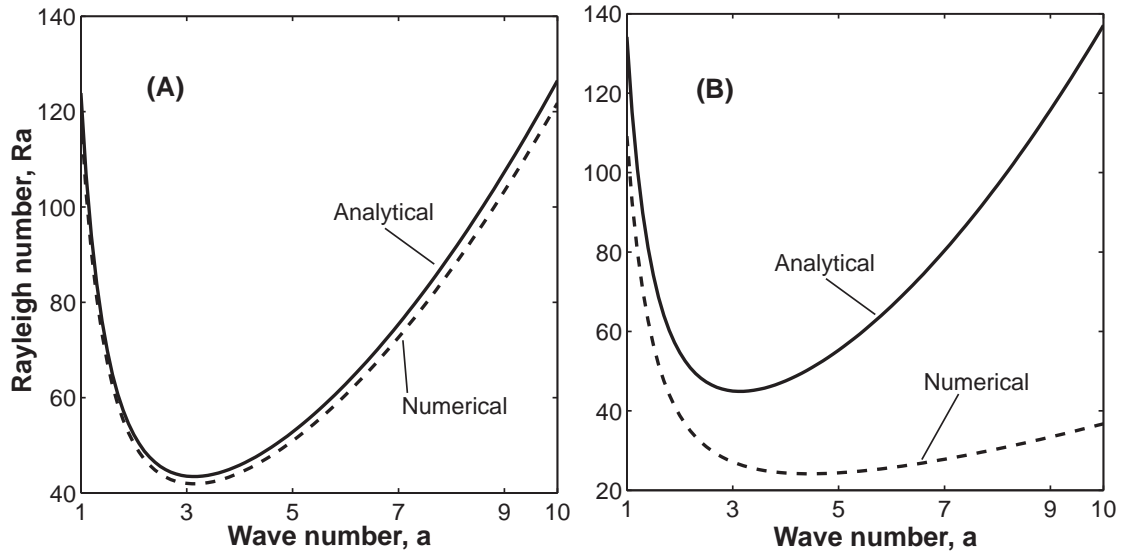 140
120
100
80
60
40
Rayleigh number, Ra
(A)
Analytical
Numerical
1 3 5 7 9 10
Wave number, a
140
120
100
80
60
40
20
(B)
Analytical
Numerical
1 3 5 7 9 10
Wave number, a